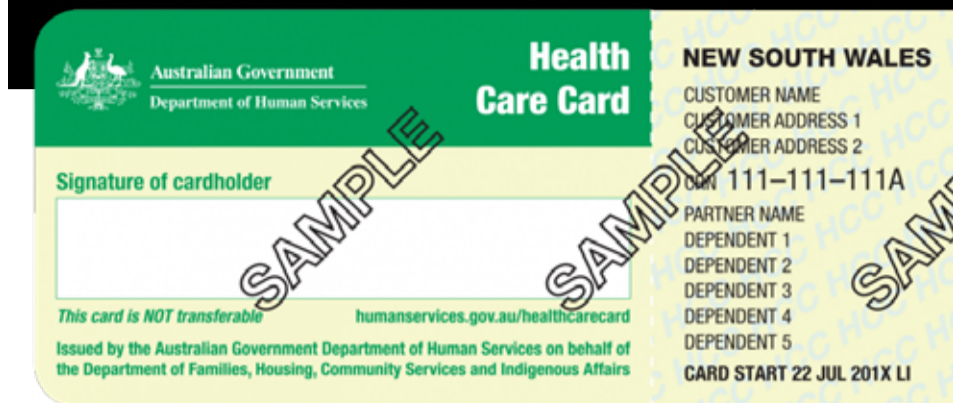 Australian Government
Department of Human Services
Health
Care Card
Signature of cardholder
This card is NOT transferable
humanservices.gov.au/healthcarecard
Issued by the Australian Government Department of Human Services on behalf of
the Department of Families, Housing, Community Services and Indigenous Affairs
SAMPLE
SAMPLE
NEW SOUTH WALES
CUSTOMER NAME
CUSTOMER ADDRESS 1
CUSTOMER ADDRESS 2
CRN 111–111–111A
PARTNER NAME
DEPENDENT 1
DEPENDENT 2
DEPENDENT 3
DEPENDENT 4
DEPENDENT 5
CARD START 22 JUL 201X LI
SAM
HCC